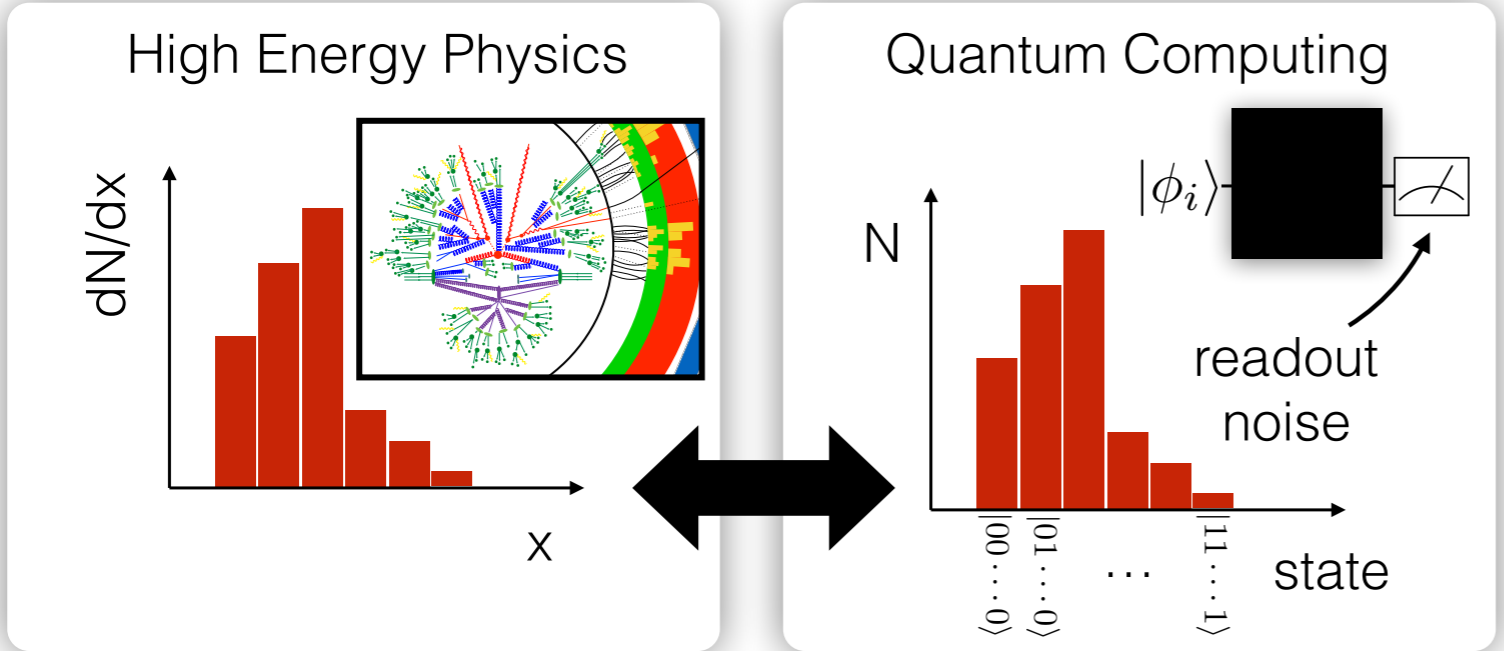 High Energy Physics
dN/dx
x
Quantum Computing
|ϕᵢ⟩
N
readout
noise
|00···0⟩ |01···0⟩ ··· |11···1⟩
state